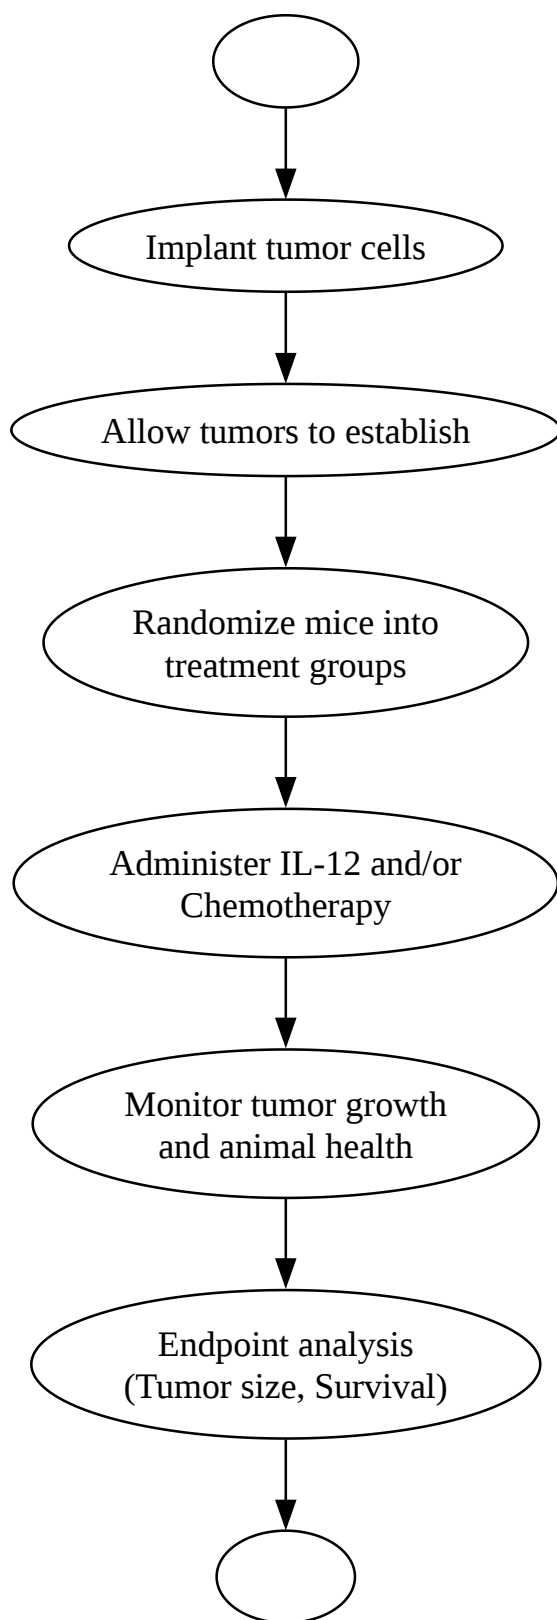 Implant tumor cells
Allow tumors to establish
Randomize mice into
treatment groups
Administer IL-12 and/or
Chemotherapy
Monitor tumor growth
and animal health
Endpoint analysis
(Tumor size, Survival)